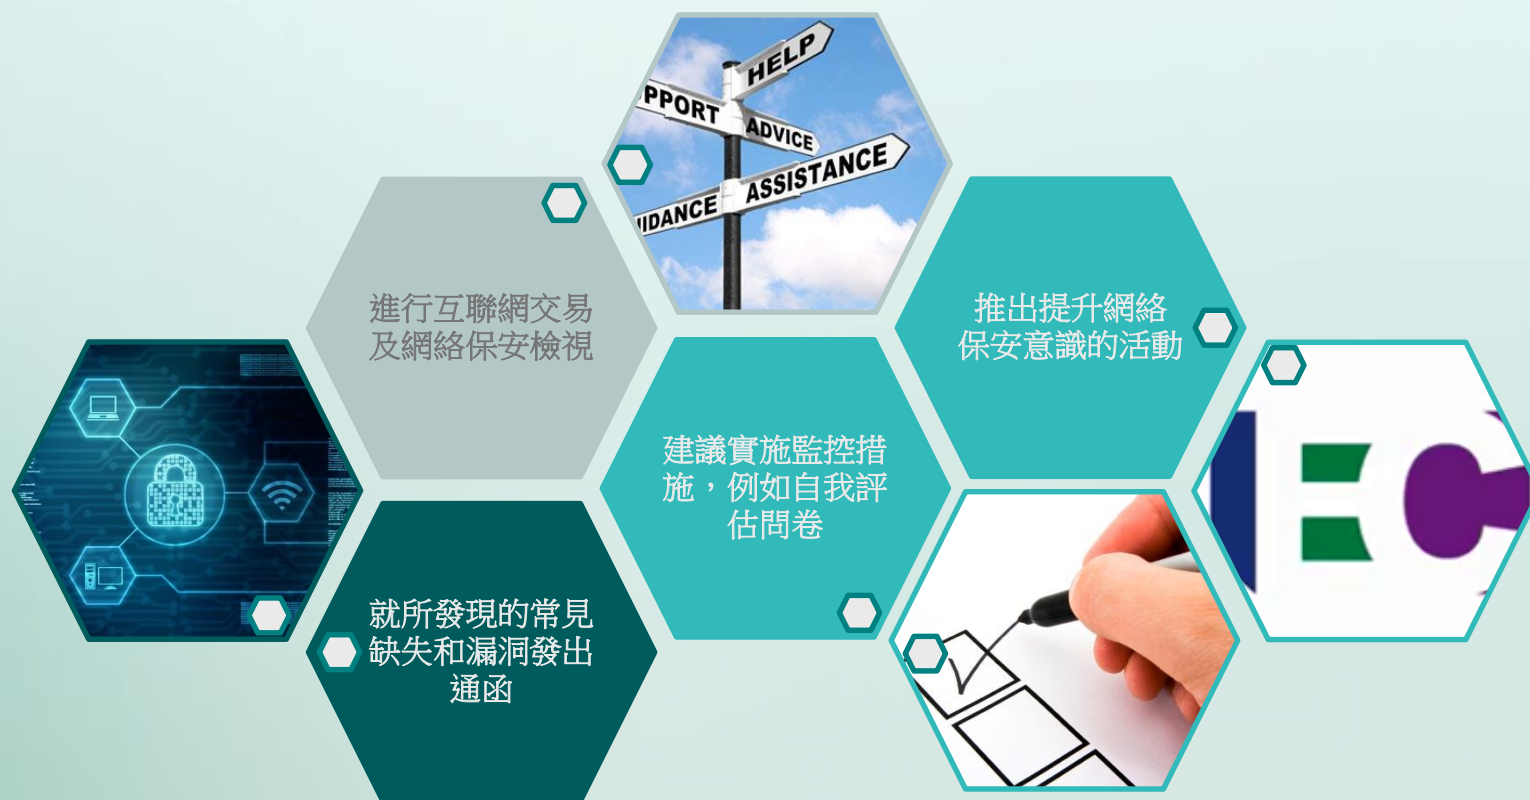 HELP
PPORT
ADVICE
ASSISTANCE
IDANCE
進行互聯網交易
及網絡保安檢視
推出提升網絡
保安意識的活動
建議實施監控措
施，例如自我評
估問卷
就所發現的常見
缺失和漏洞發出
通函
EC